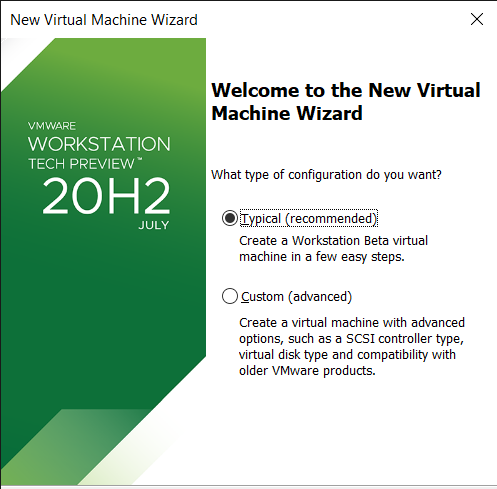 New Virtual Machine Wizard
VMWARE
WORKSTATION
TECH PREVIEW™
20H2
JULY
Welcome to the New Virtual
Machine Wizard
What type of configuration do you want?
Typical (recommended)
Create a Workstation Beta virtual
machine in a few easy steps.
Custom (advanced)
Create a virtual machine with advanced
options, such as a SCSI controller type,
virtual disk type and compatibility with
older VMware products.